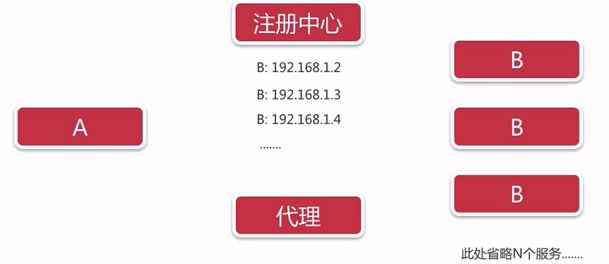 注册中心
B: 192.168.1.2
B: 192.168.1.3
B: 192.168.1.4
.......
A
代理
B
B
B
此处省略N个服务.......